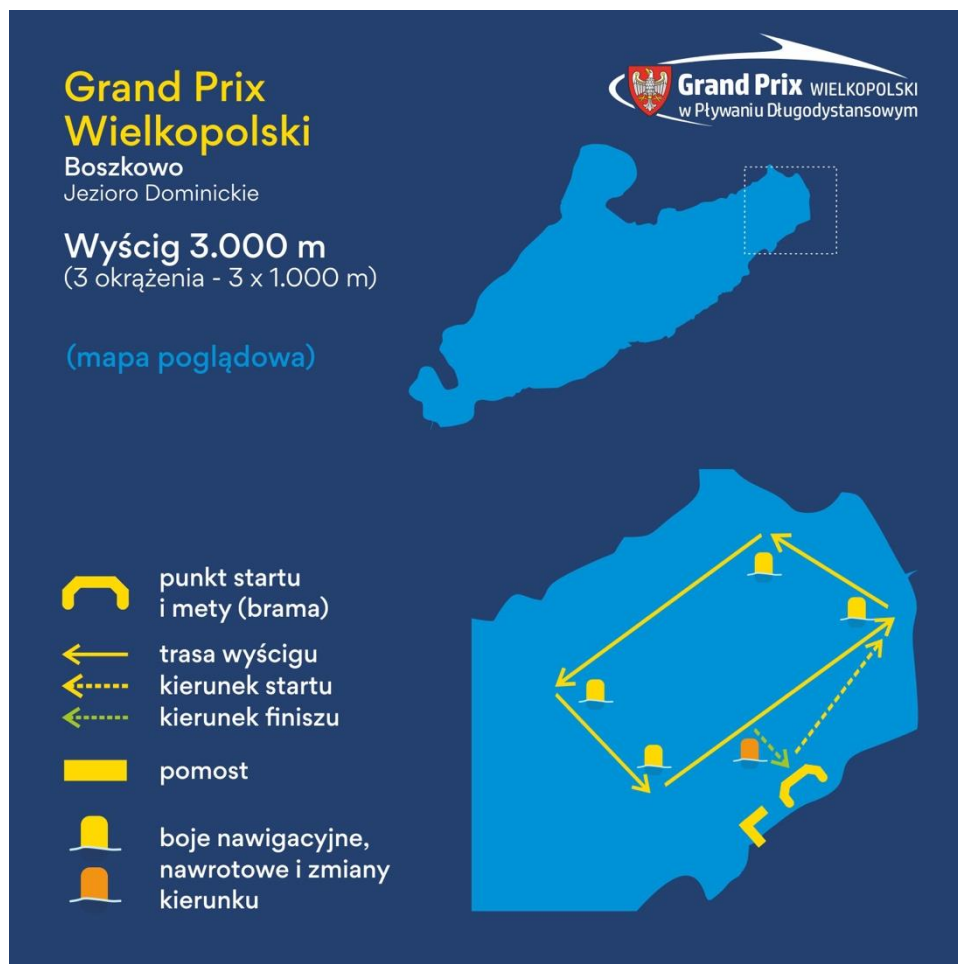 Grand Prix
Wielkopolski
Boszkowo
Jezioro Dominickie
Wyścig 3.000 m
(3 okrążenia - 3 x 1.000 m)
(mapa poglądowa)
Grand Prix WIELKOPOLSKI
w Pływaniu Długodystansowym
punkt startu
i mety (brama)
trasa wyścigu
kierunek startu
kierunek finiszu
pomost
boje nawigacyjne,
nawrotowe i zmiany
kierunku